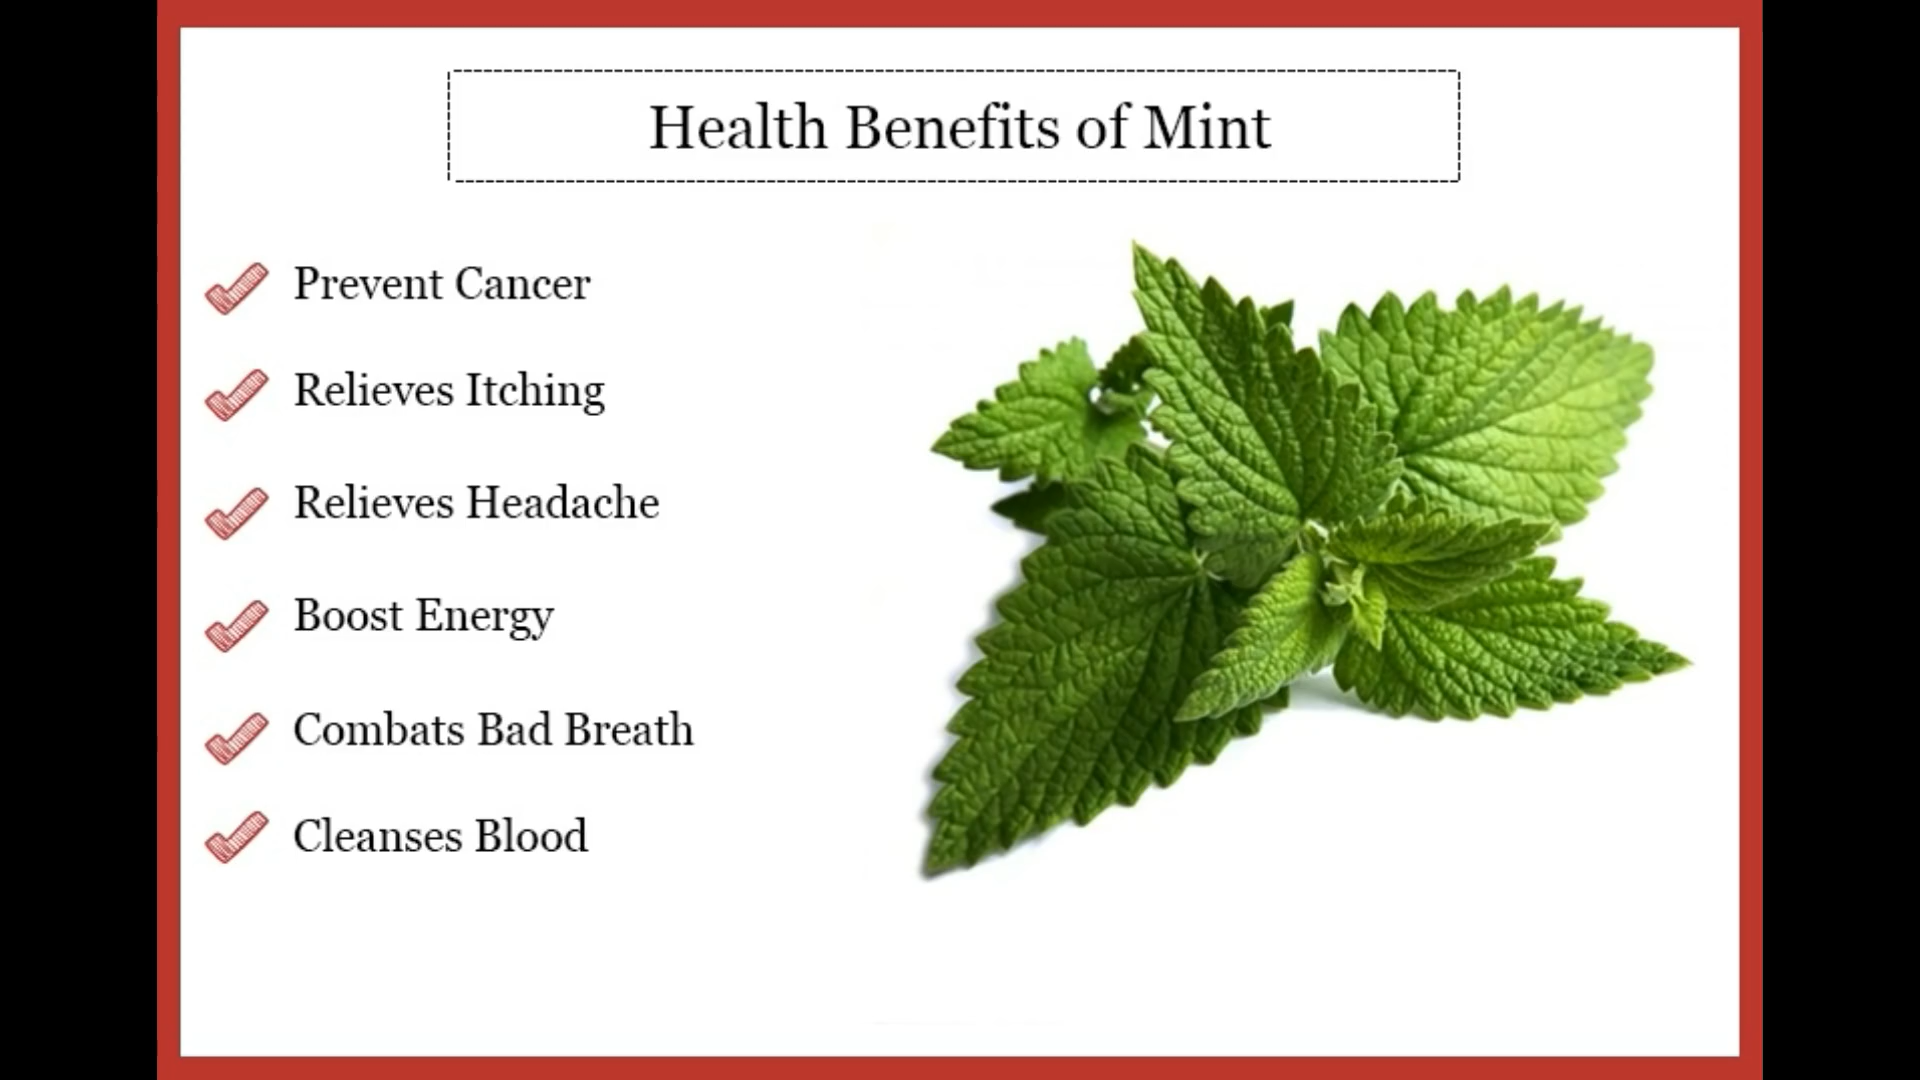 Health Benefits of Mint
Prevent Cancer
Relieves Itching
Relieves Headache
Boost Energy
Combats Bad Breath
Cleanses Blood